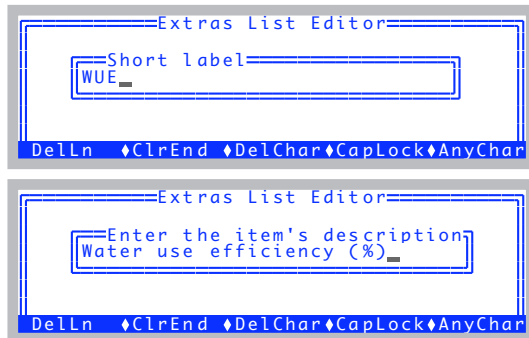 Extras List Editor
Short label
WUE
DelLn ♦ClrEnd ♦DelChar♦CapLock♦AnyChar
Extras List Editor
Enter the item's description
Water use efficiency (%)
DelLn ♦ClrEnd ♦DelChar♦CapLock♦AnyChar